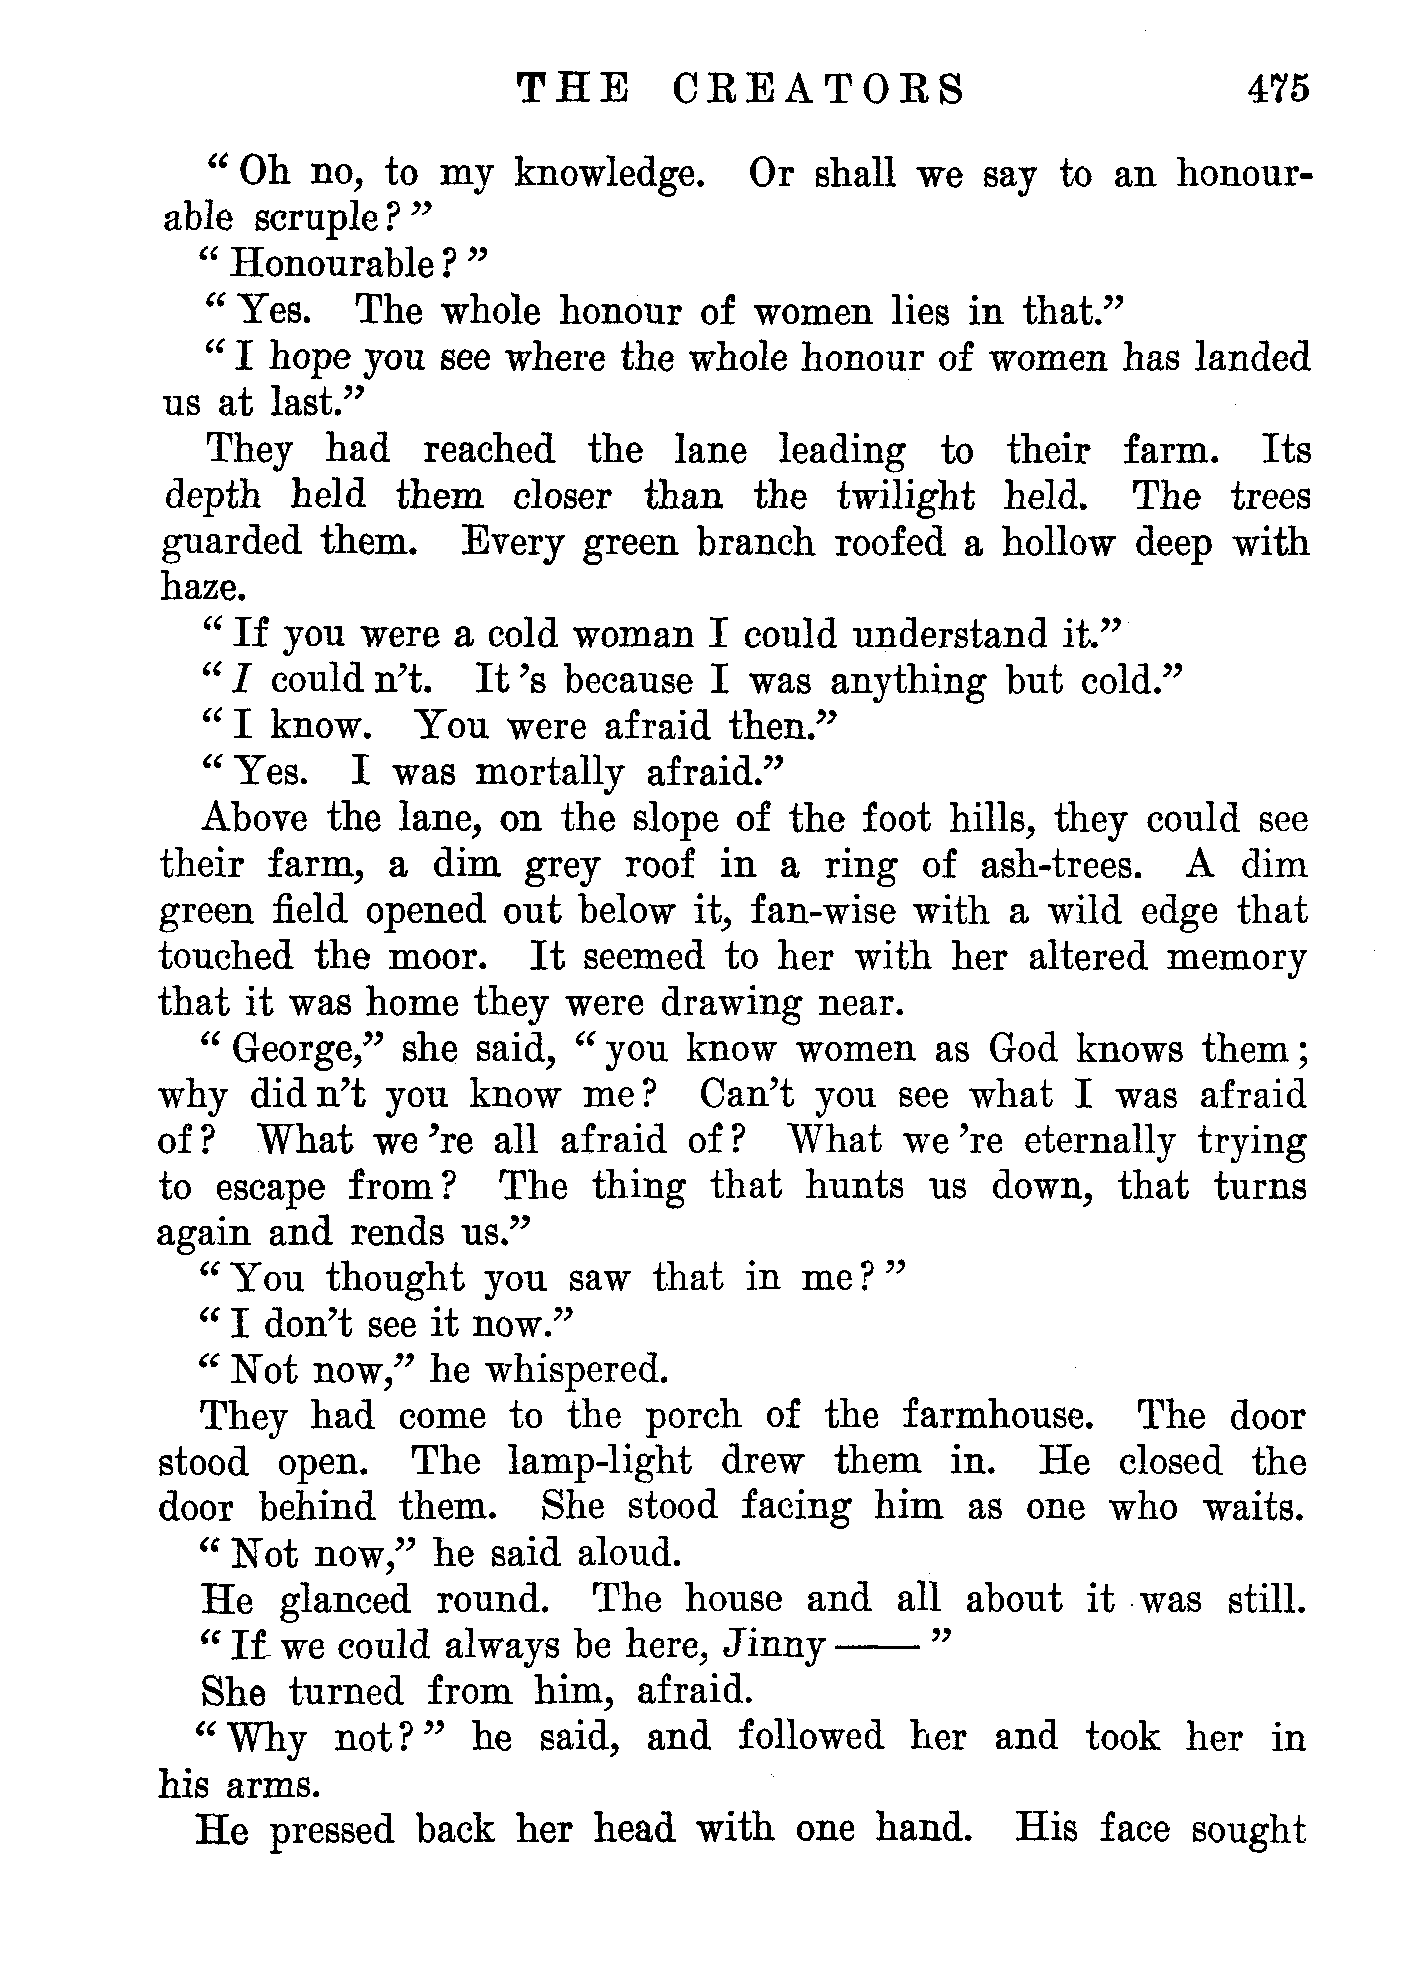 THE CREATORS 475
“Oh no, to my knowledge. Or shall we say to an honour-
able scruple?”
“Honourable?”
“Yes. The whole honour of women lies in that.”
“I hope you see where the whole honour of women has landed
us at last.”
They had reached the lane leading to their farm. Its
depth held them closer than the twilight held. The trees
guarded them. Every green branch roofed a hollow deep with
haze.
“If you were a cold woman I could understand it.”
“I could n’t. It ’s because I was anything but cold.”
“I know. You were afraid then.”
“Yes. I was mortally afraid.”
Above the lane, on the slope of the foot hills, they could see
their farm, a dim grey roof in a ring of ash-trees. A dim
green field opened out below it, fan-wise with a wild edge that
touched the moor. It seemed to her with her altered memory
that it was home they were drawing near.
“George,” she said, “you know women as God knows them;
why did n’t you know me? Can’t you see what I was afraid
of? What we ’re all afraid of? What we ’re eternally trying
to escape from? The thing that hunts us down, that turns
again and rends us.”
“You thought you saw that in me?”
“I don’t see it now.”
“Not now,” he whispered.
They had come to the porch of the farmhouse. The door
stood open. The lamp-light drew them in. He closed the
door behind them. She stood facing him as one who waits.
“Not now,” he said aloud.
He glanced round. The house and all about it was still.
“If we could always be here, Jinny——”
She turned from him, afraid.
“Why not?” he said, and followed her and took her in
his arms.
He pressed back her head with one hand. His face sought